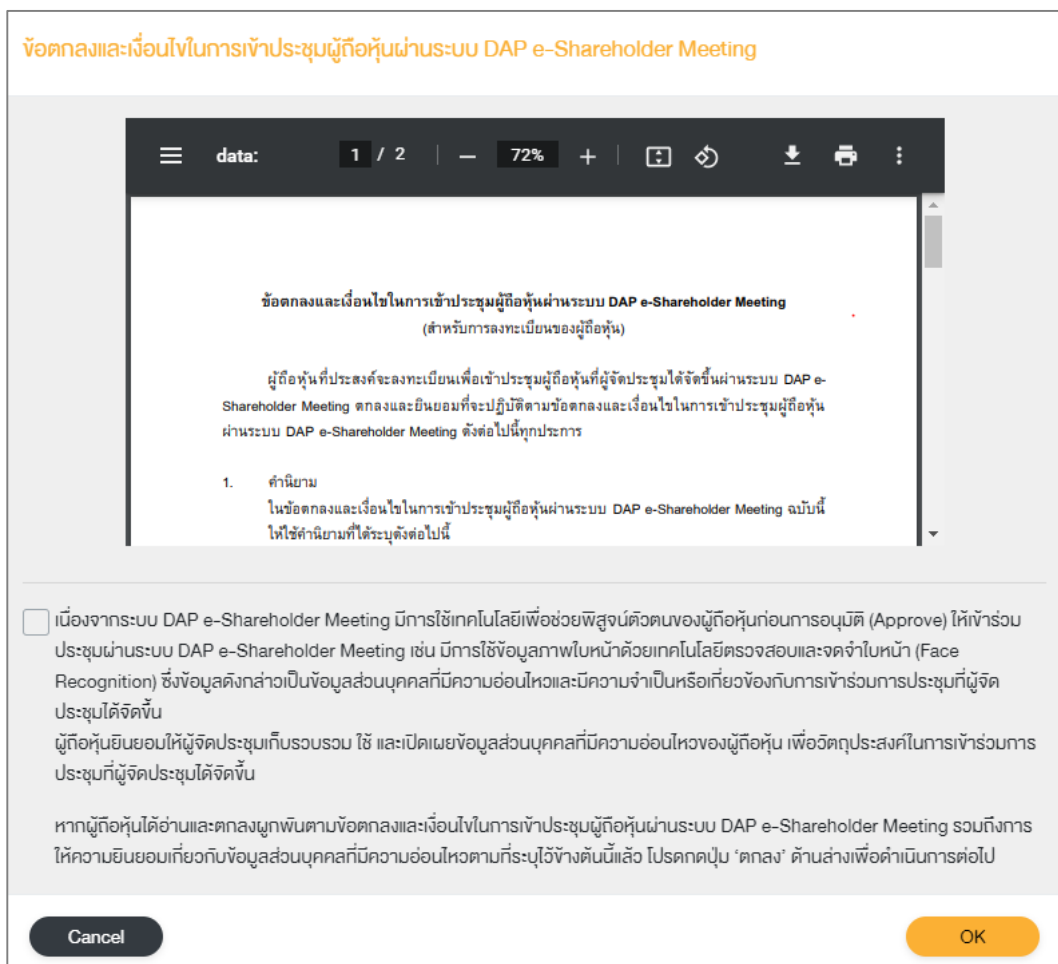 ข้อตกลงและเงื่อนไขในการเข้าประชุมผู้ถือหุ้นผ่านระบบ DAP e-Shareholder Meeting
data:
1 / 2
72%
ข้อตกลงและเงื่อนไขในการเข้าประชุมผู้ถือหุ้นผ่านระบบ DAP e-Shareholder Meeting
(สำหรับการลงทะเบียนของผู้ถือหุ้น)
ผู้ถือหุ้นที่ประสงค์จะลงทะเบียนเพื่อเข้าประชุมผู้ถือหุ้นที่ผู้จัดประชุมได้จัดขึ้นผ่านระบบ DAP e-
Shareholder Meeting ตกลงและยินยอมที่จะปฏิบัติตามข้อตกลงและเงื่อนไขในการเข้าประชุมผู้ถือหุ้น
ผ่านระบบ DAP e-Shareholder Meeting ดังต่อไปนี้ทุกประการ
1. คำนิยาม
ในข้อตกลงและเงื่อนไขในการเข้าประชุมผู้ถือหุ้นผ่านระบบ DAP e-Shareholder Meeting ฉบับนี้
ให้ใช้คำนิยามที่ได้ระบุดังต่อไปนี้
เนื่องจากระบบ DAP e-Shareholder Meeting มีการใช้เทคโนโลยีเพื่อช่วยพิสูจน์ตัวตนของผู้ถือหุ้นก่อนการอนุมัติ (Approve) ให้เข้าร่วม
ประชุมผ่านระบบ DAP e-Shareholder Meeting เช่น มีการใช้ข้อมูลภาพใบหน้าด้วยเทคโนโลยีตรวจสอบและจดจำใบหน้า (Face
Recognition) ซึ่งข้อมูลดังกล่าวเป็นข้อมูลส่วนบุคคลที่มีความอ่อนไหวและมีความจำเป็นหรือเกี่ยวข้องกับการเข้าร่วมการประชุมที่ผู้จัด
ประชุมได้จัดขึ้น
ผู้ถือหุ้นยินยอมให้ผู้จัดประชุมเก็บรวบรวม ใช้ และเปิดเผยข้อมูลส่วนบุคคลที่มีความอ่อนไหวของผู้ถือหุ้น เพื่อวัตถุประสงค์ในการเข้าร่วมการ
ประชุมที่ผู้จัดประชุมได้จัดขึ้น
หากผู้ถือหุ้นได้อ่านและตกลงผูกพันตามข้อตกลงและเงื่อนไขในการเข้าประชุมผู้ถือหุ้นผ่านระบบ DAP e-Shareholder Meeting รวมถึงการ
ให้ความยินยอมเกี่ยวกับข้อมูลส่วนบุคคลที่มีความอ่อนไหวตามที่ระบุไว้ข้างต้นนี้แล้ว โปรดกดปุ่ม ‘ตกลง’ ด้านล่างเพื่อดำเนินการต่อไป
Cancel
OK